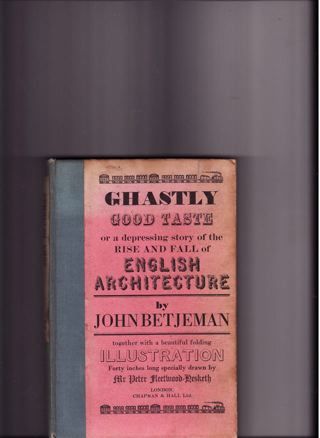 GHASTLY
GOOD TASTE
or a depressing story of the
RISE AND FALL of
ENGLISH
ARCHITECTURE
by
JOHN BETJEMAN
together with a beautiful folding
ILLUSTRATION
Forty inches long specially drawn by
Mr Peter Fleetwood-Hesketh
LONDON,
CHAPMAN & HALL Ltd.